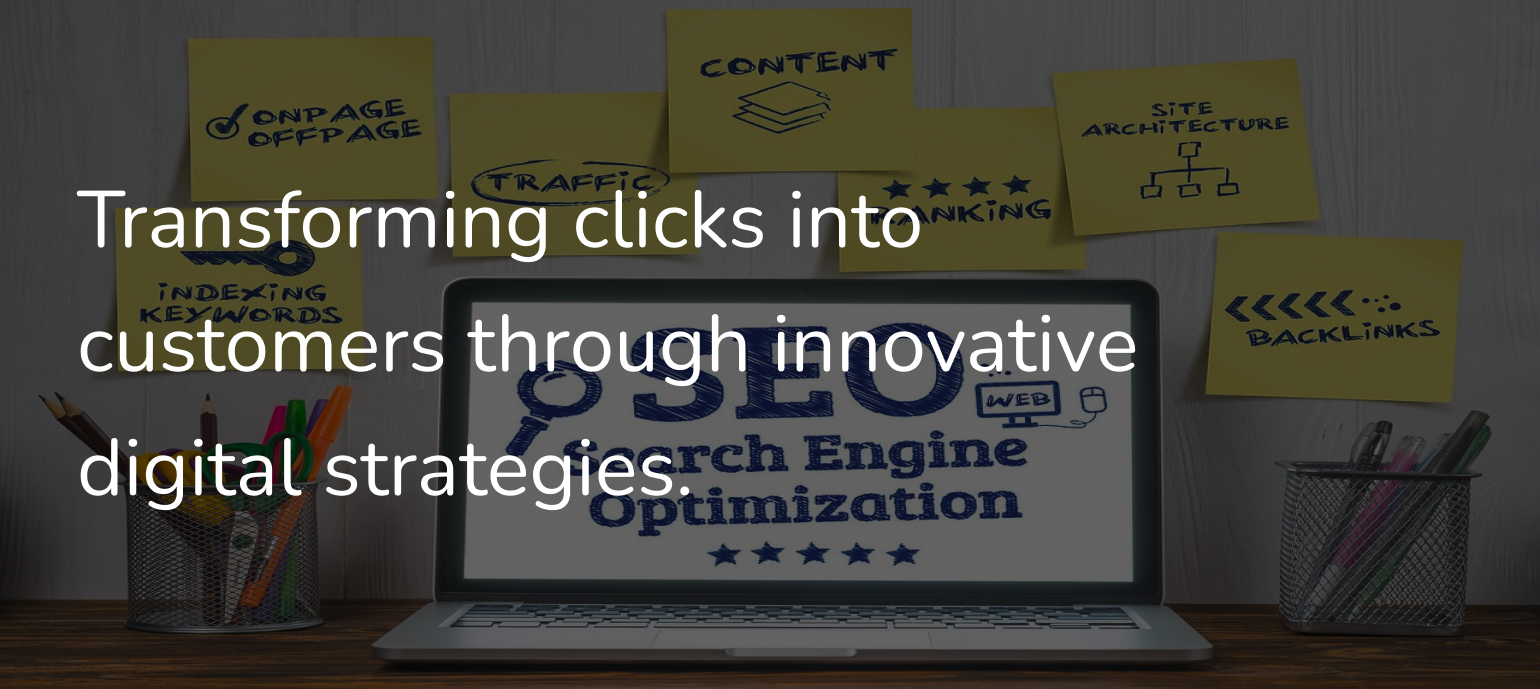 CONTENT
ONPAGE
OFFPAGE
SiTE
ARCHiTECTURE
TRAFFiC
RANKiNG
Transforming clicks into
iNDEXiNG
KEYWORDS
BACKLiNKS
customers through innovative
SEO
WEB
digital strategies.
Search Engine
Optimization